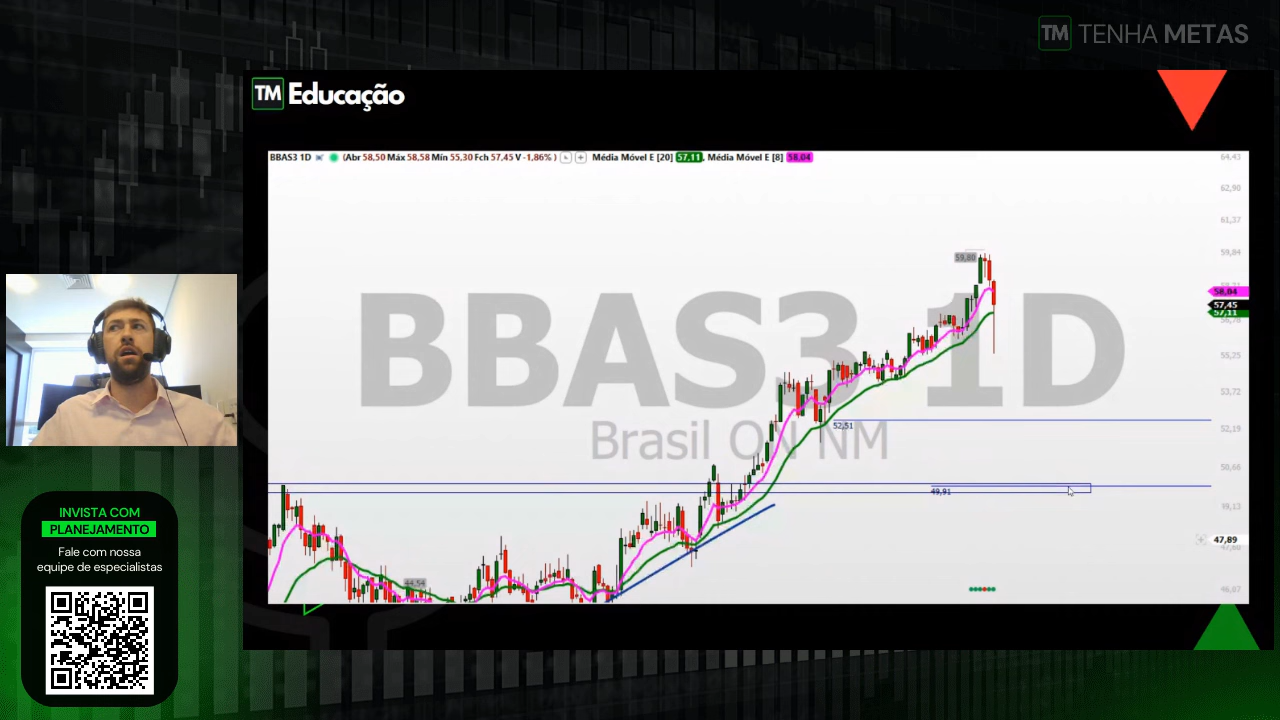 TM TENHA METAS
TM Educação
BBAS3 1D (Abr 58,50 Máx 58,58 Mín 55,30 Fch 57,45 V -1,86% ) Média Móvel E [20] 57,11, Média Móvel E [8] 58,04
64,43
62,90
61,37
59,84
59,80
58,04
57,45
57,11
55,25
53,72
52,19
50,66
49,13
47,89
46,07
BBAS3 1D
Brasil ON NM
52,51
49,91
44,54
INVISTA COM
PLANEJAMENTO
Fale com nossa
equipe de especialistas